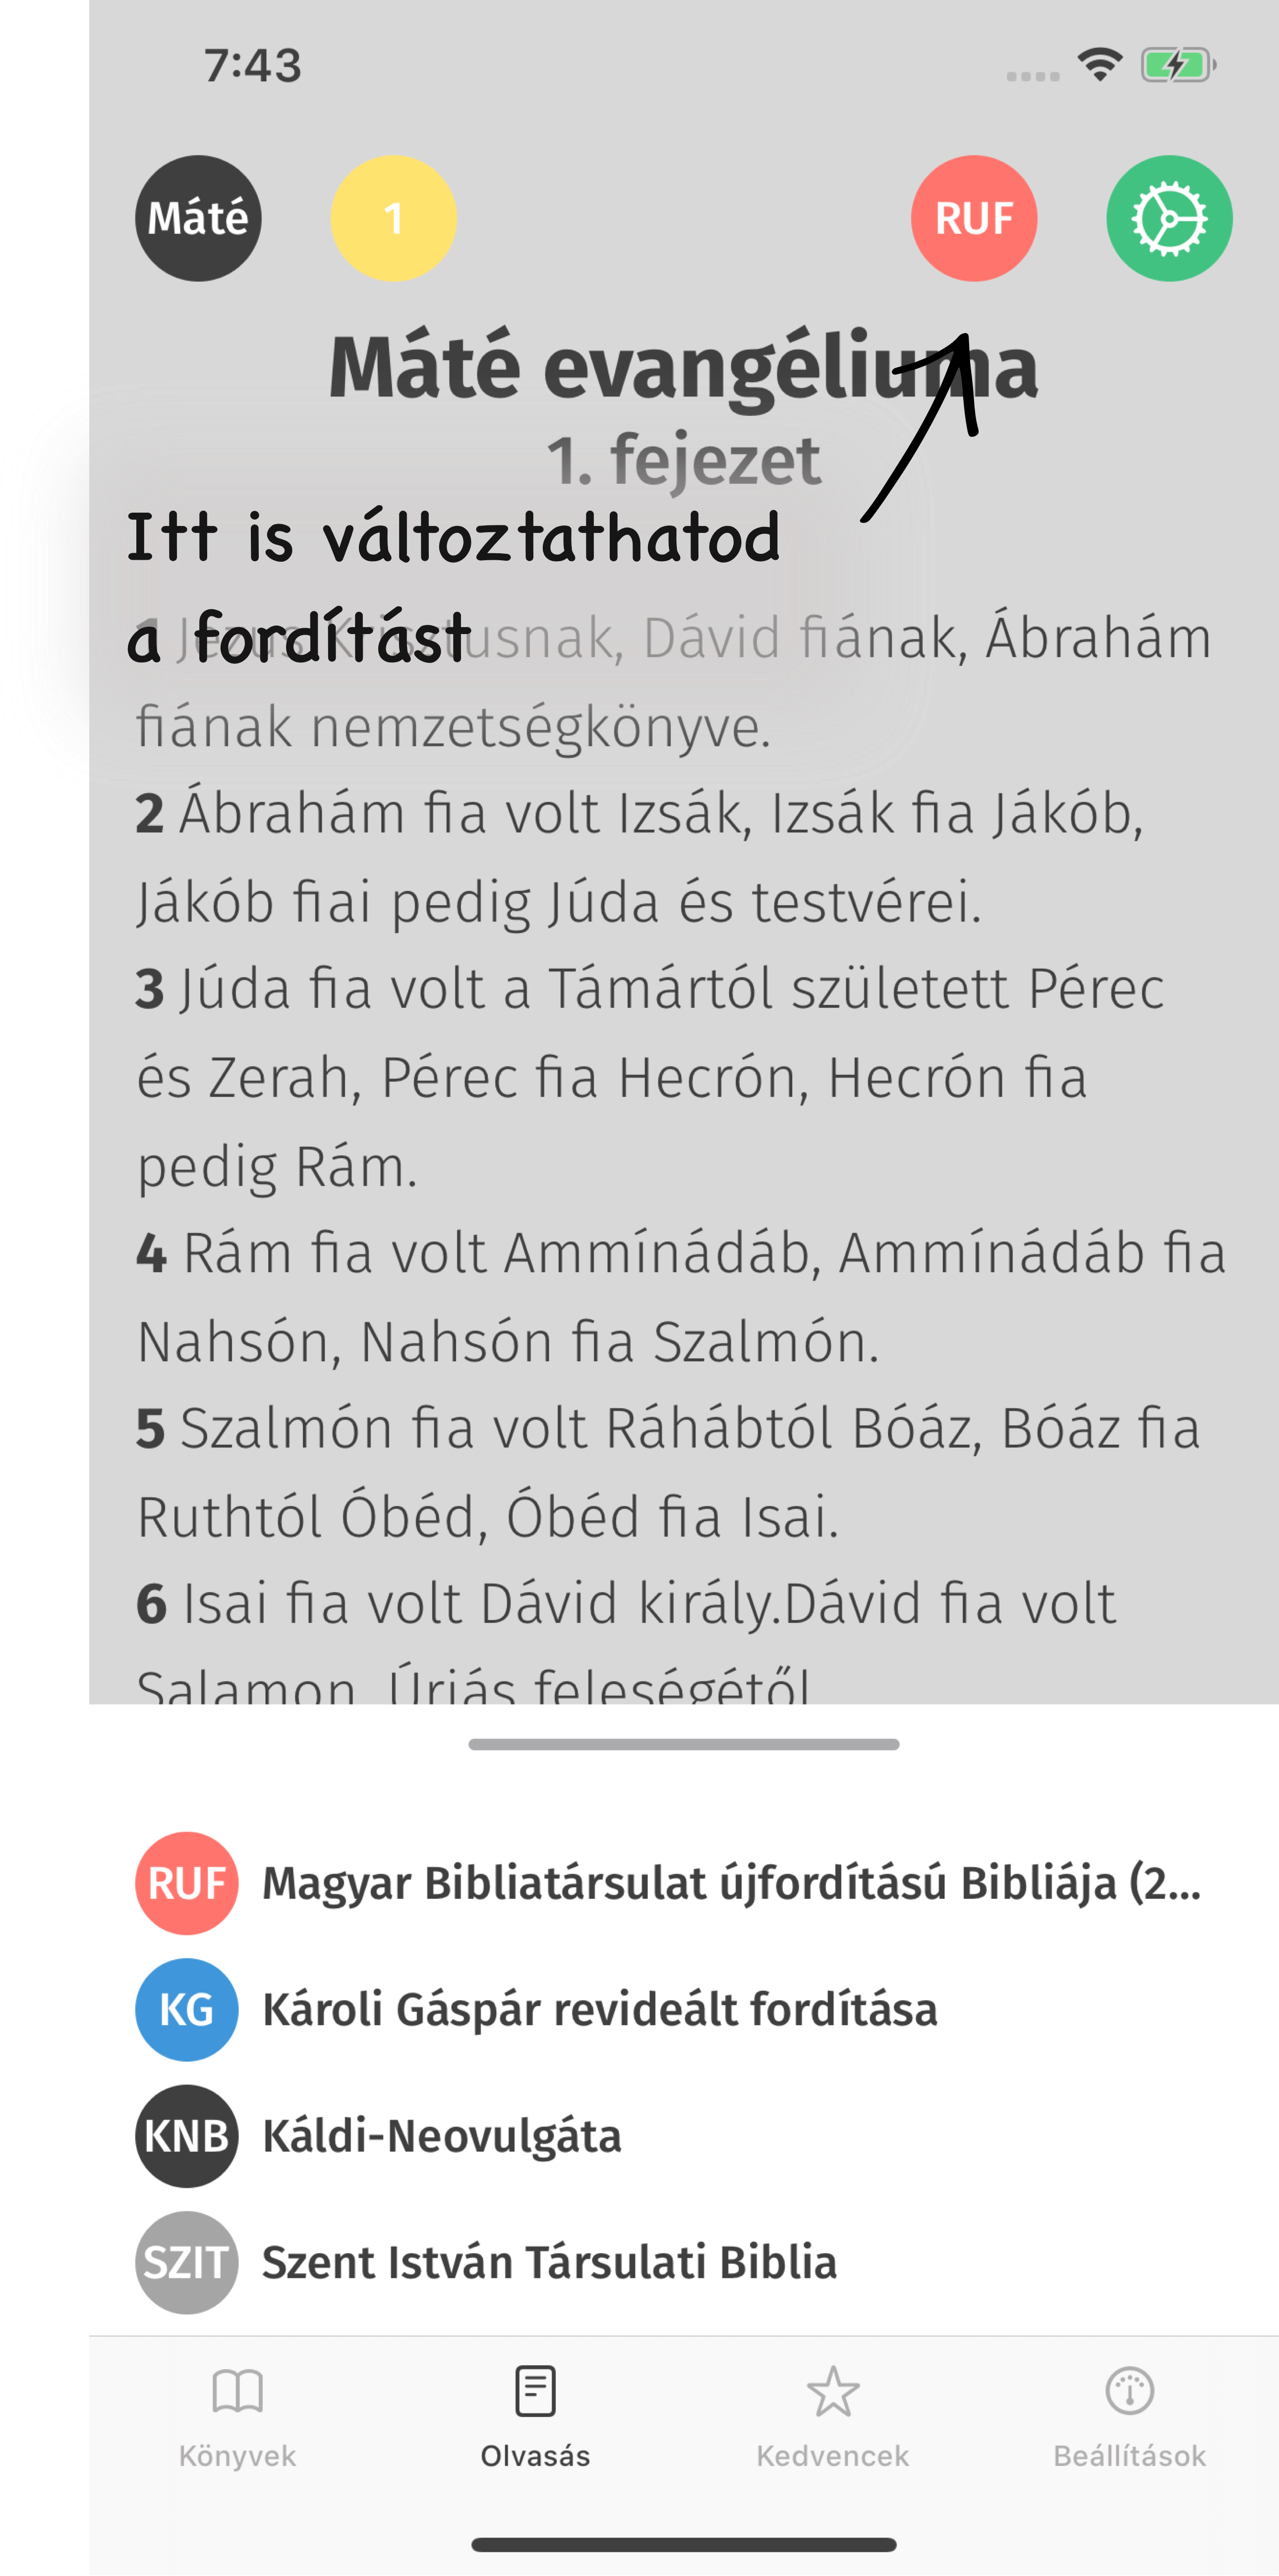 7:43
Máté 1 RUF
Máté evangéliuma
1. fejezet
Itt is változtathatod
a fordítást
1 Jézus Krisztusnak, Dávid fiának, Ábrahám
fiának nemzetségkönyve.
2 Ábrahám fia volt Izsák, Izsák fia Jákób,
Jákób fiai pedig Júda és testvérei.
3 Júda fia volt a Támártól született Pérec
és Zerah, Pérec fia Hecrón, Hecrón fia
pedig Rám.
4 Rám fia volt Ammínádáb, Ammínádáb fia
Nahsón, Nahsón fia Szalmón.
5 Szalmón fia volt Ráhábtól Bóáz, Bóáz fia
Ruthtól Óbéd, Óbéd fia Isai.
6 Isai fia volt Dávid király.Dávid fia volt
Salamon, Úriás feleségétől
RUF Magyar Bibliatársulat újfordítású Bibliája (2...
KG Károli Gáspár revideált fordítása
KNB Káldi-Neovulgáta
SZIT Szent István Társulati Biblia
Könyvek Olvasás Kedvencek Beállítások